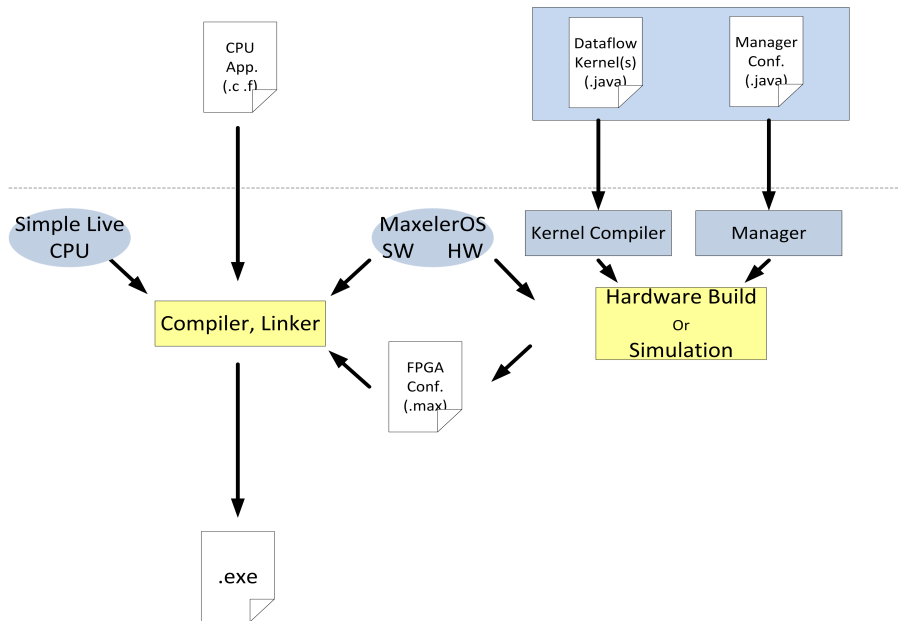 CPU
App.
(.c .f)
Dataflow
Kernel(s)
(.java)
Manager
Conf.
(.java)
Simple Live
CPU
MaxelerOS
SW HW
Kernel Compiler
Manager
Compiler, Linker
Hardware Build
Or
Simulation
FPGA
Conf.
(.max)
.exe